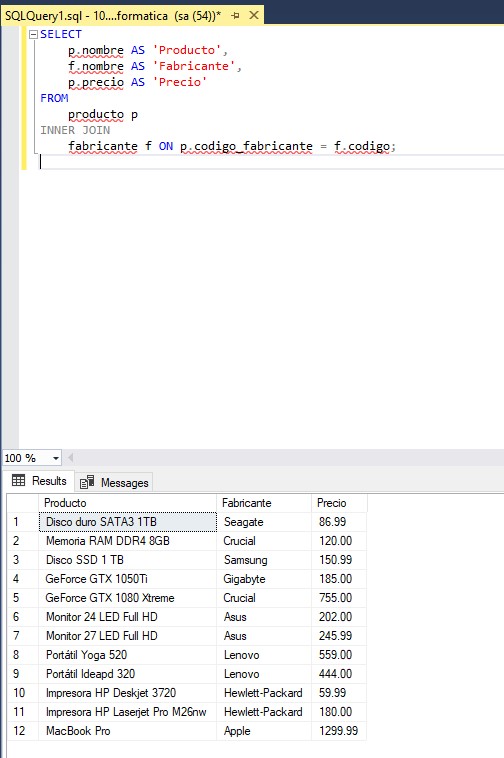 SQLQuery1.sql - 10....formatica (sa (54))*
SELECT
p.nombre AS 'Producto',
f.nombre AS 'Fabricante',
p.precio AS 'Precio'
FROM
producto p
INNER JOIN
fabricante f ON p.codigo_fabricante = f.codigo;
100 %
Results Messages
Producto Fabricante Precio
1 Disco duro SATA3 1TB Seagate 86.99
2 Memoria RAM DDR4 8GB Crucial 120.00
3 Disco SSD 1 TB Samsung 150.99
4 GeForce GTX 1050Ti Gigabyte 185.00
5 GeForce GTX 1080 Xtreme Crucial 755.00
6 Monitor 24 LED Full HD Asus 202.00
7 Monitor 27 LED Full HD Asus 245.99
8 Portátil Yoga 520 Lenovo 559.00
9 Portátil Ideapd 320 Lenovo 444.00
10 Impresora HP Deskjet 3720 Hewlett-Packard 59.99
11 Impresora HP Laserjet Pro M26nw Hewlett-Packard 180.00
12 MacBook Pro Apple 1299.99